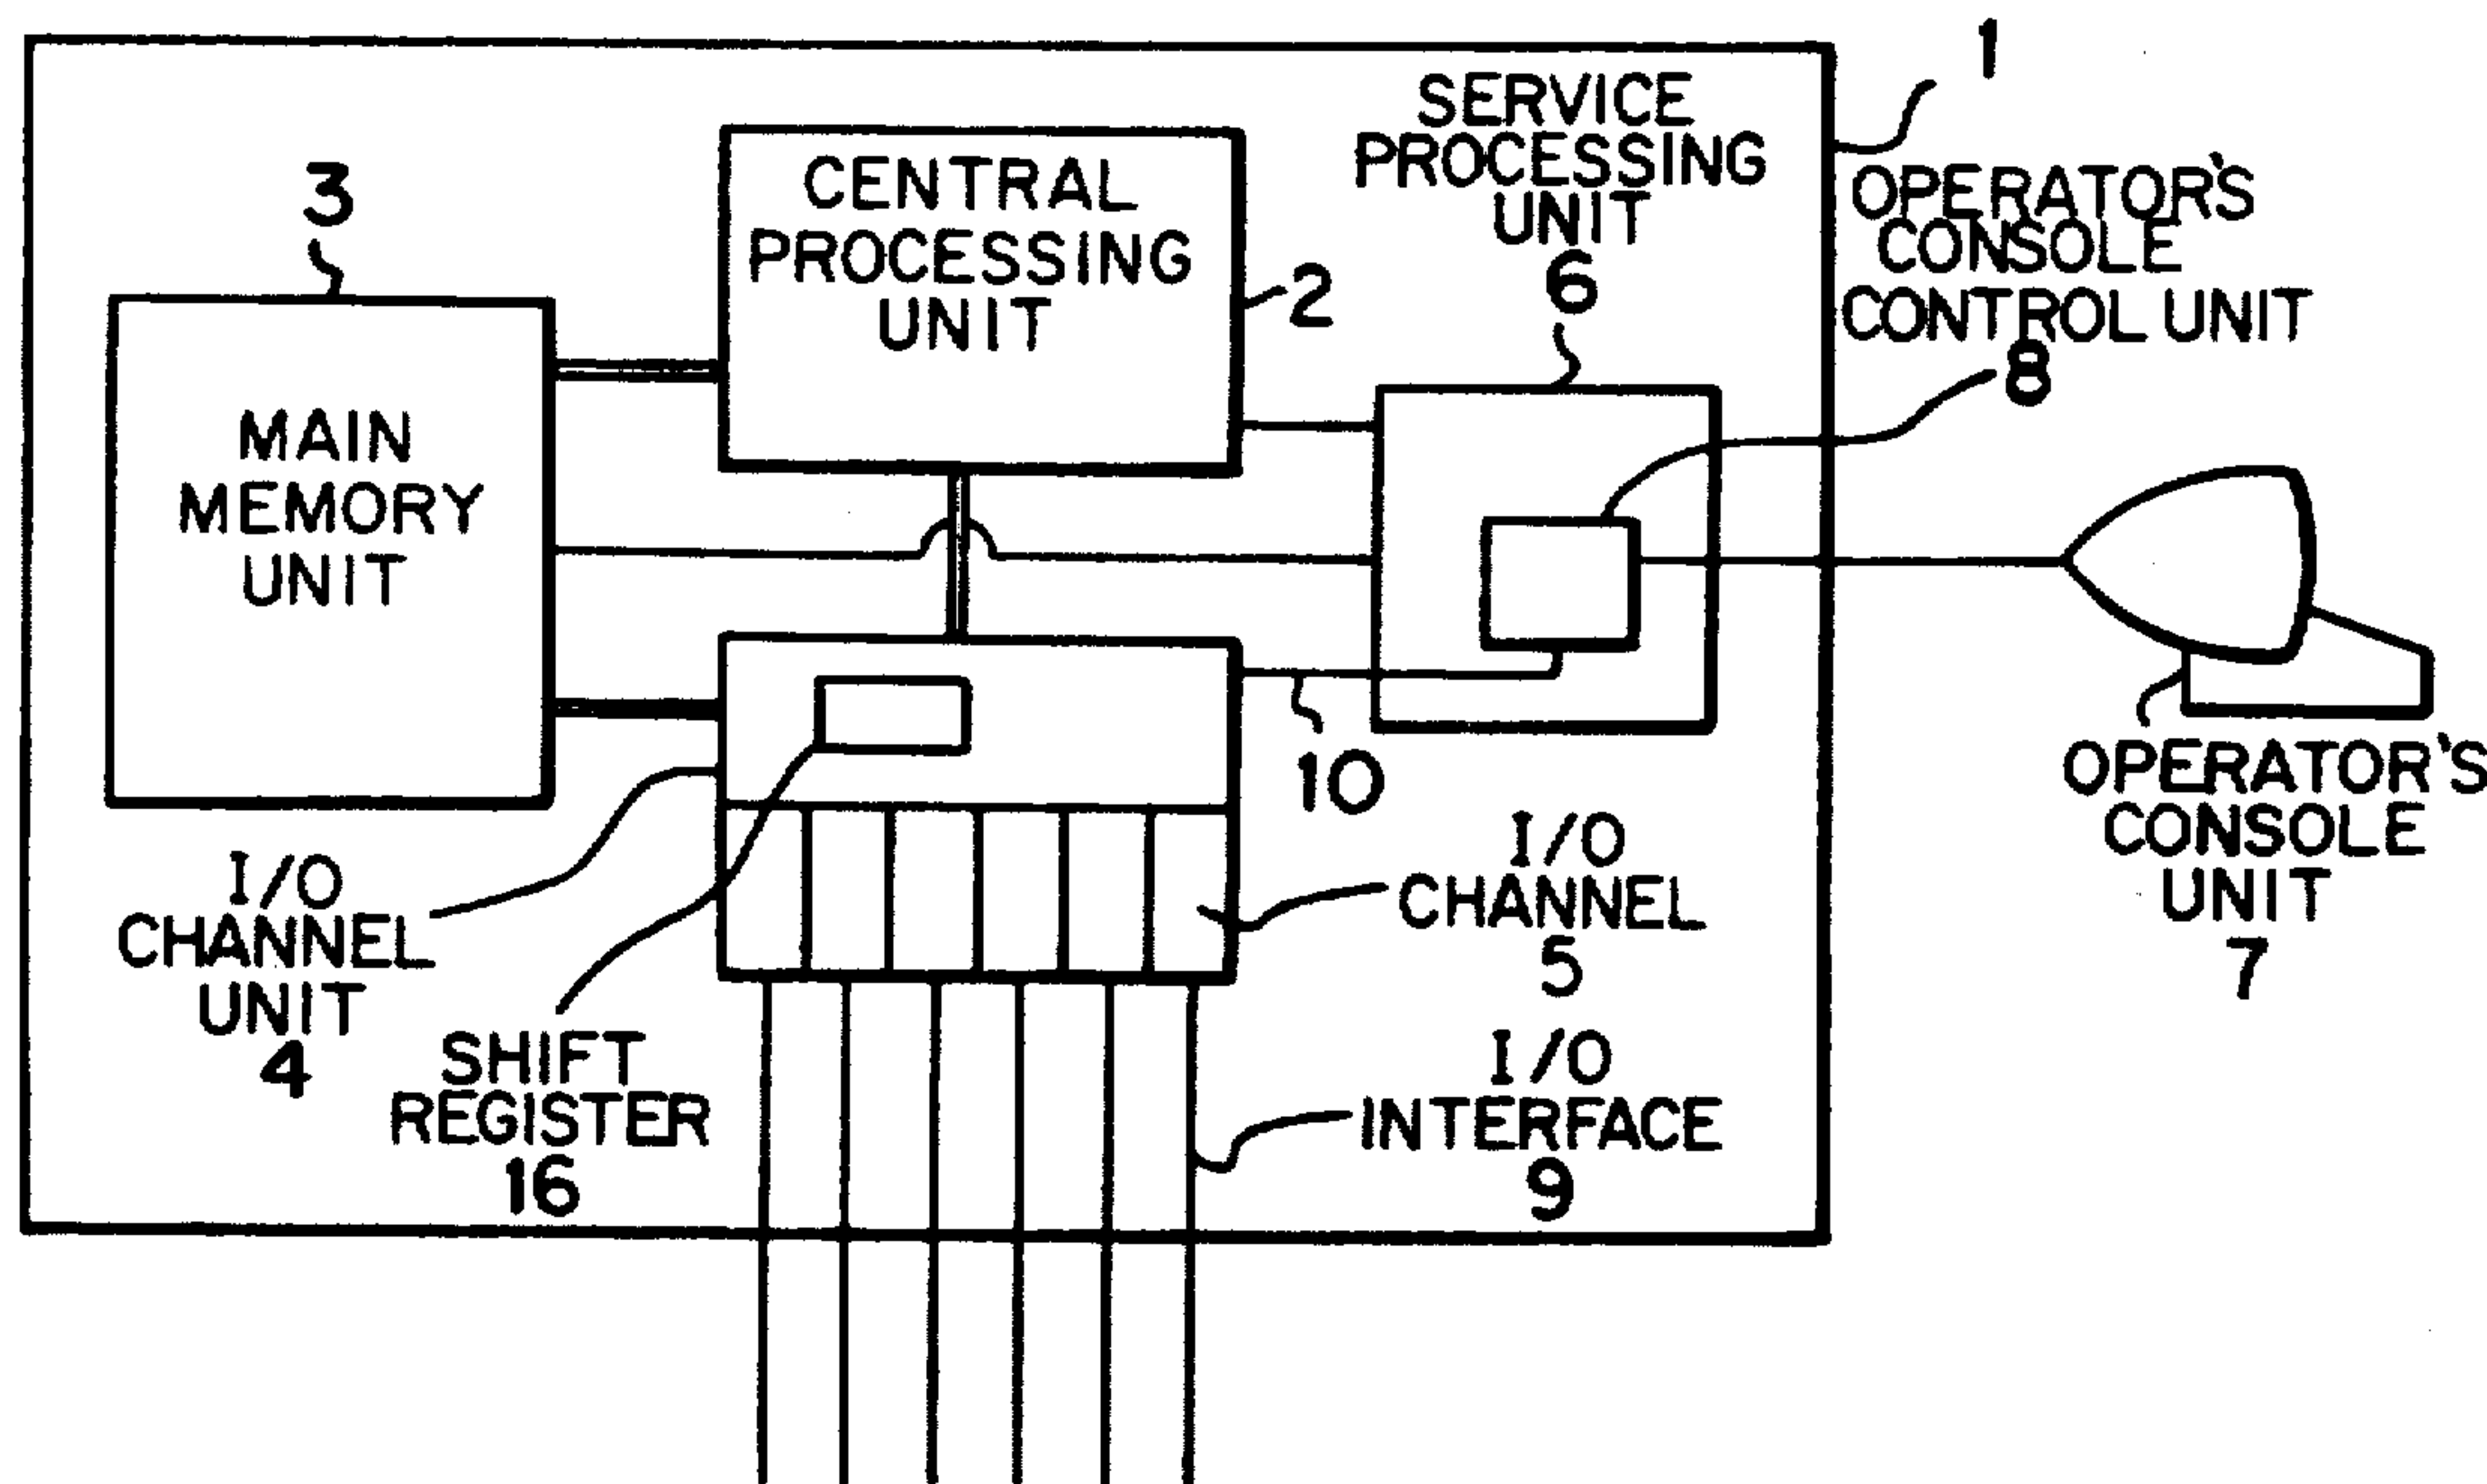 1
SERVICE
PROCESSING
UNIT
6
CENTRAL
PROCESSING
UNIT
2
3
OPERATOR'S
CONSOLE
CONTROL UNIT
8
MAIN
MEMORY
UNIT
10
OPERATOR'S
CONSOLE
UNIT
7
I/O
CHANNEL
5
I/O
CHANNEL
UNIT
4
SHIFT
REGISTER
16
I/O
INTERFACE
9